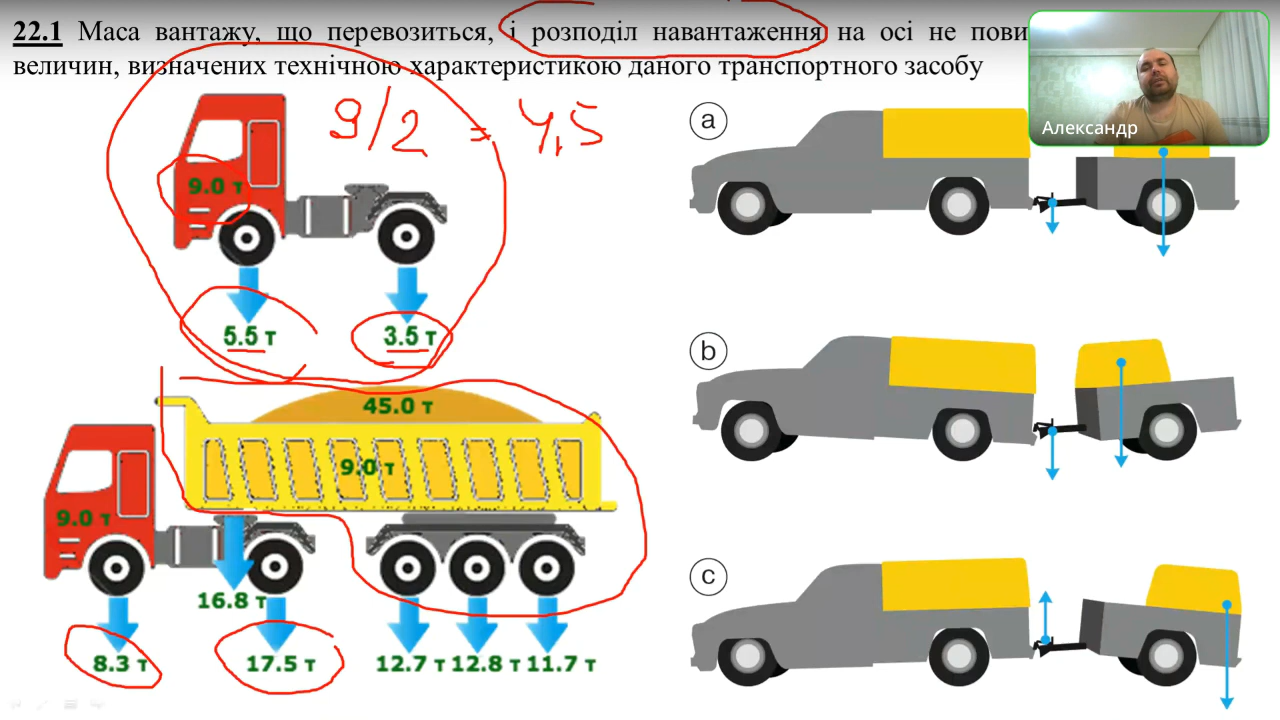 22.1 Маса вантажу, що перевозиться, і розподіл навантаження на осі не пови
величин, визначених технічною характеристикою даного транспортного засобу
Александр
9/2 = 4,5
9.0 т
5.5 т
3.5 т
45.0 т
9.0 т
9.0 т
16.8 т
8.3 т
17.5 т
12.7 т 12.8 т 11.7 т
a
b
c